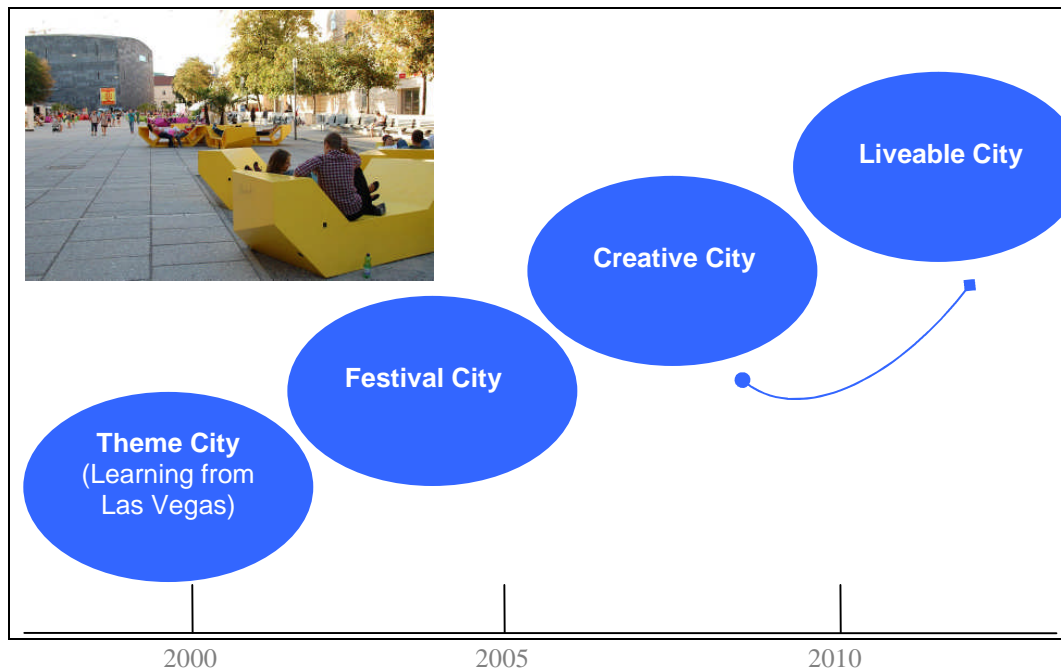 Liveable City
Creative City
Festival City
Theme City
(Learning from
Las Vegas)
2000
2005
2010